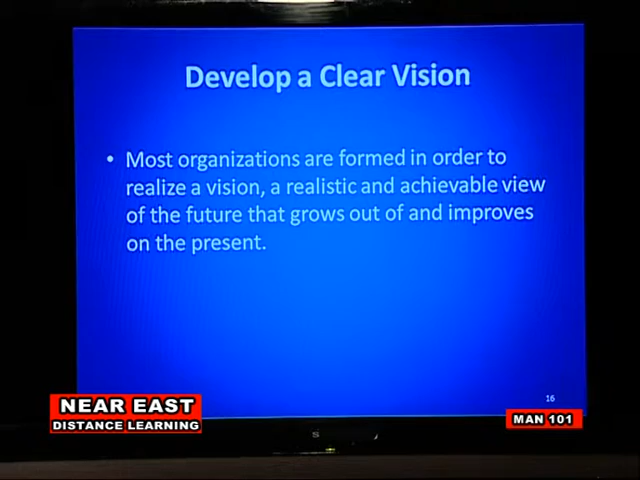 Develop a Clear Vision
• Most organizations are formed in order to
realize a vision, a realistic and achievable view
of the future that grows out of and improves
on the present.
16
NEAR EAST
DISTANCE LEARNING
MAN 101
S